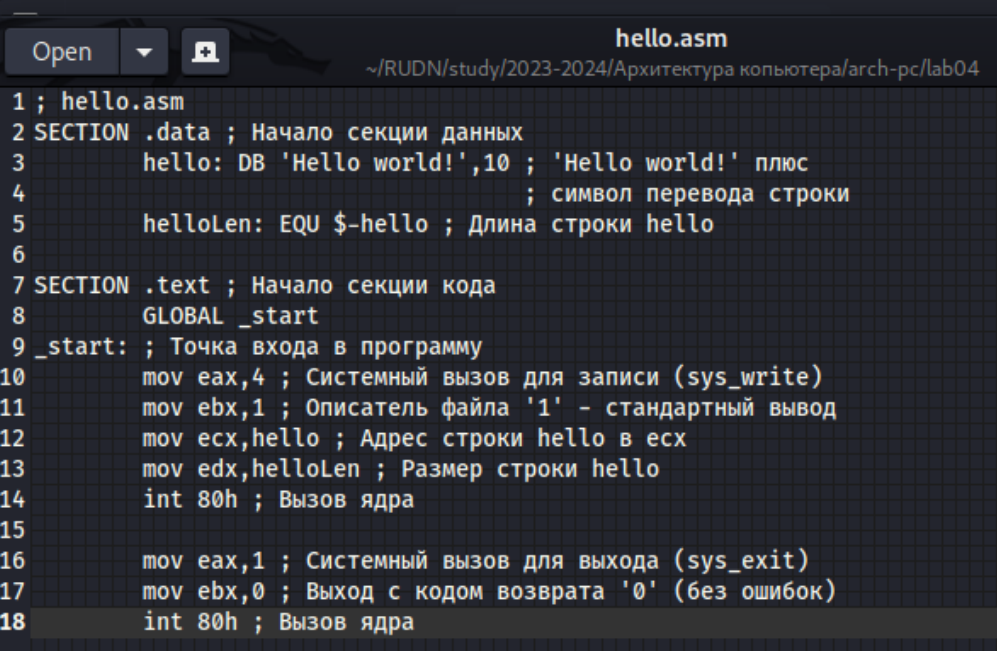 Open
hello.asm
~/RUDN/study/2023-2024/Архитектура копьютера/arch-pc/lab04
1 ; hello.asm
2 SECTION .data ; Начало секции данных
3         hello: DB 'Hello world!',10 ; 'Hello world!' плюс
4                                     ; символ перевода строки
5         helloLen: EQU $-hello ; Длина строки hello
6
7 SECTION .text ; Начало секции кода
8         GLOBAL _start
9 _start: ; Точка входа в программу
10         mov eax,4 ; Системный вызов для записи (sys_write)
11         mov ebx,1 ; Описатель файла '1' - стандартный вывод
12         mov ecx,hello ; Адрес строки hello в ecx
13         mov edx,helloLen ; Размер строки hello
14         int 80h ; Вызов ядра
15
16         mov eax,1 ; Системный вызов для выхода (sys_exit)
17         mov ebx,0 ; Выход с кодом возврата '0' (без ошибок)
18         int 80h ; Вызов ядра